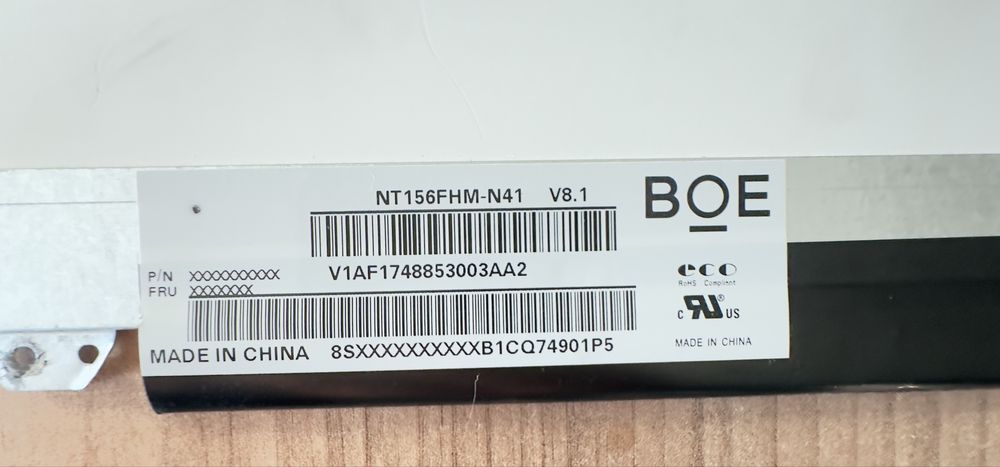 NT156FHM-N41 V8.1
BOE
P/N XXXXXXXXXX
V1AF1748853003AA2
FRU XXXXXXX
eco
RoHS Compliant
c RU® US
MADE IN CHINA
MADE IN CHINA 8SXXXXXXXXXXB1CQ74901P5